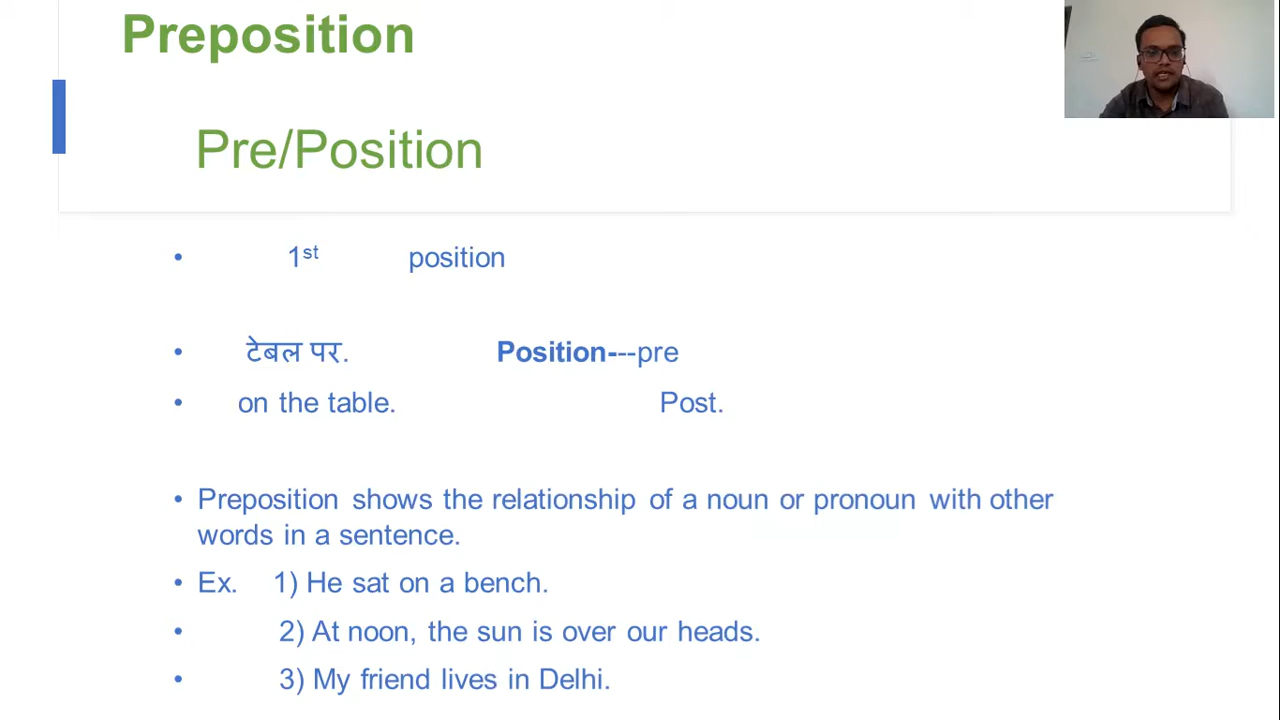 Preposition
Pre/Position
• 1st position
• टेबल पर. Position---pre
• on the table. Post.
• Preposition shows the relationship of a noun or pronoun with other
words in a sentence.
• Ex. 1) He sat on a bench.
• 2) At noon, the sun is over our heads.
• 3) My friend lives in Delhi.